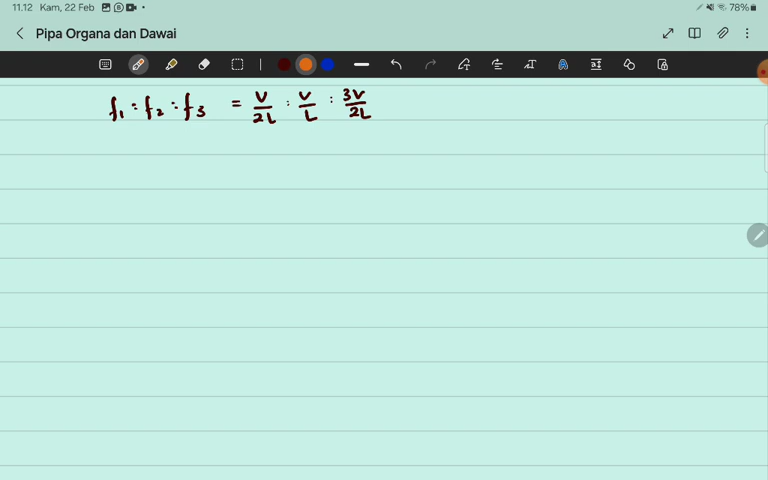 11.12 Kam, 22 Feb 78%
Pipa Organa dan Dawai
f₁ : f₂ : f₃ = V/2L : V/L : 3V/2L